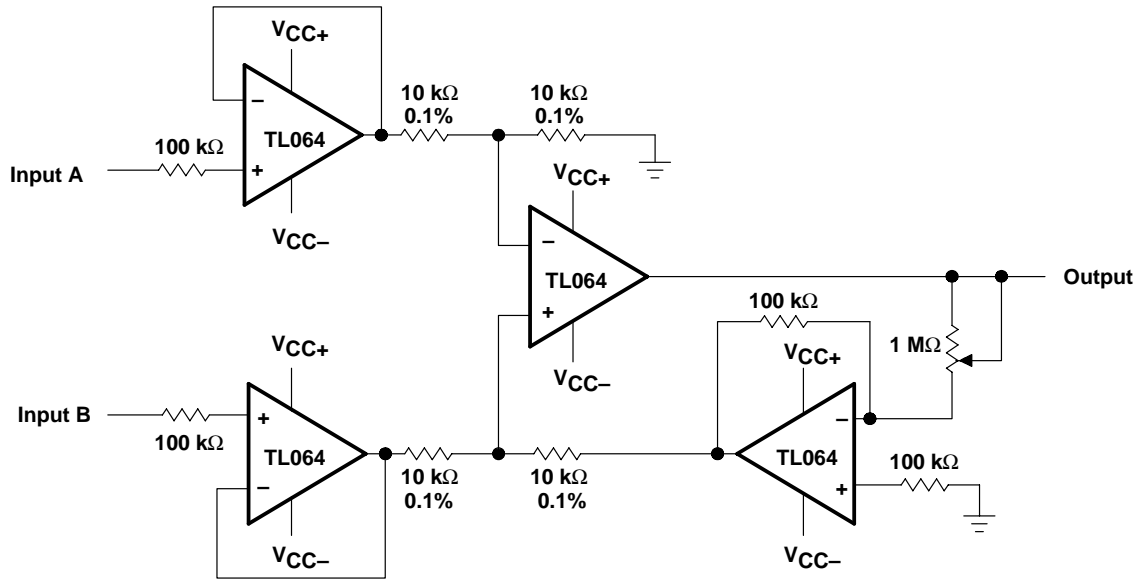 VCC+
10 kΩ
0.1%
10 kΩ
0.1%
−
TL064
100 kΩ
+
Input A
VCC−
VCC+
−
TL064
+
VCC−
Output
100 kΩ
1 MΩ
VCC+
VCC+
Input B
100 kΩ
+
TL064
−
VCC−
10 kΩ
0.1%
10 kΩ
0.1%
−
TL064
+
100 kΩ
VCC−